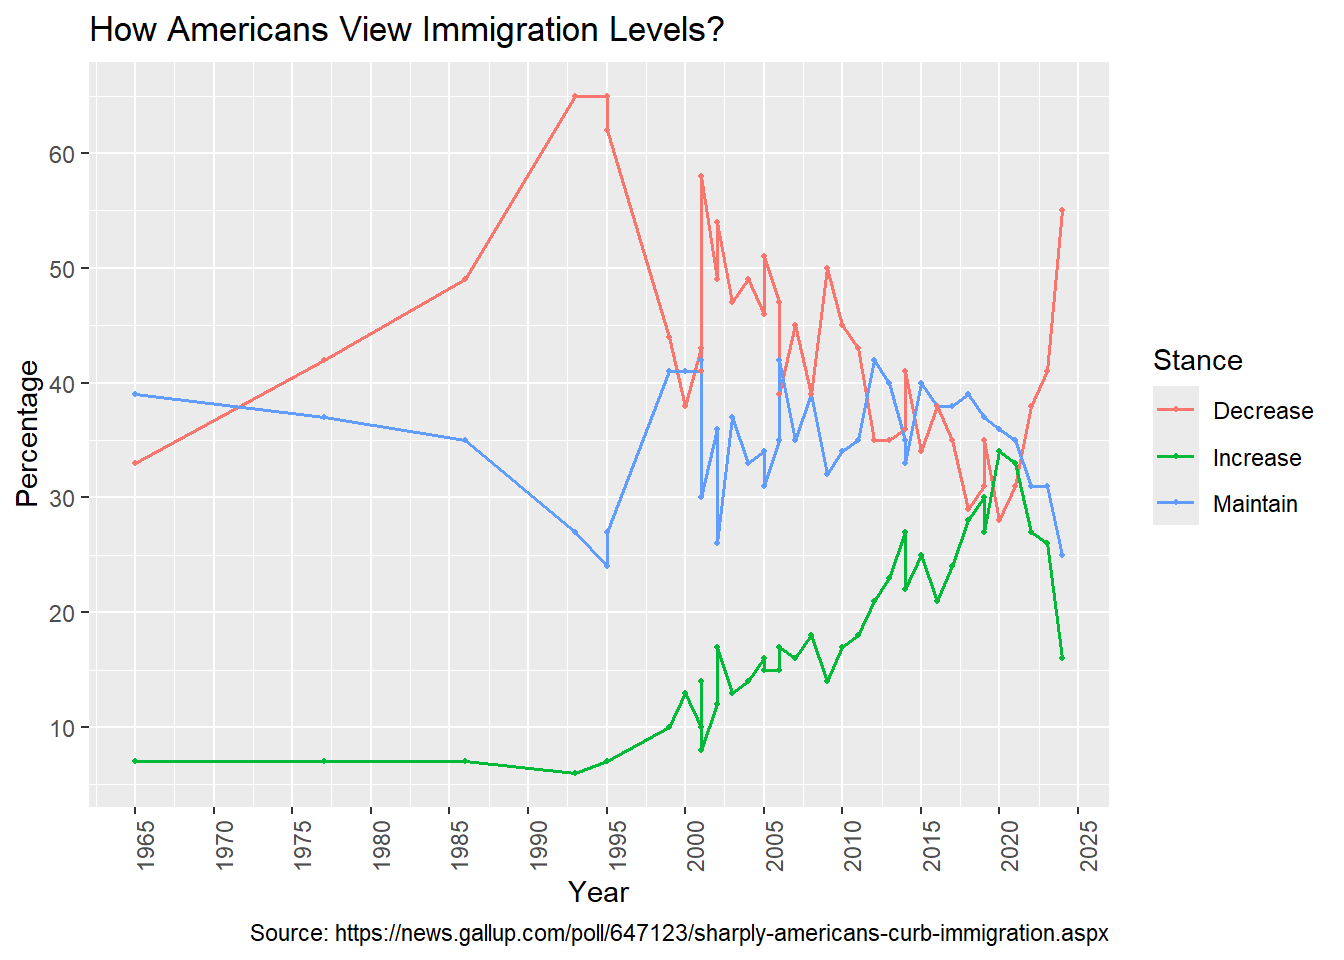 How Americans View Immigration Levels?
Percentage
60
50
40
30
20
10
1965
1970
1975
1980
1985
1990
1995
2000
2005
2010
2015
2020
2025
Year
Stance
Decrease
Increase
Maintain
Source: https://news.gallup.com/poll/647123/sharply-americans-curb-immigration.aspx